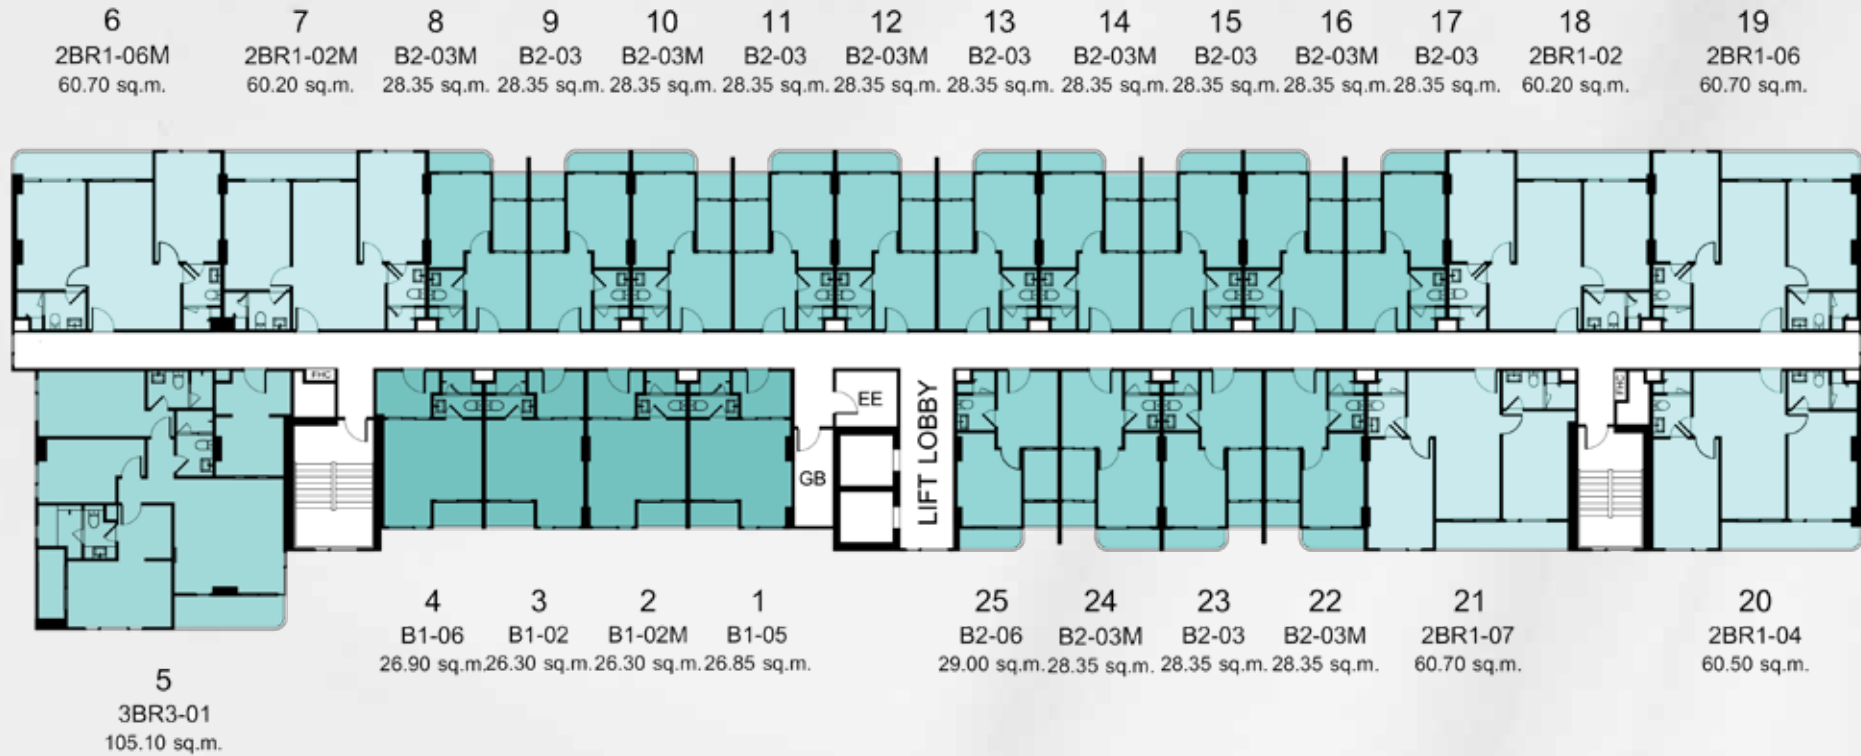 6 7 8 9 10 11 12 13 14 15 16 17 18 19
2BR1-06M 2BR1-02M B2-03M B2-03 B2-03M B2-03 B2-03M B2-03 B2-03M B2-03 B2-03M B2-03 2BR1-02 2BR1-06
60.70 sq.m. 60.20 sq.m. 28.35 sq.m. 28.35 sq.m. 28.35 sq.m. 28.35 sq.m. 28.35 sq.m. 28.35 sq.m. 28.35 sq.m. 28.35 sq.m. 28.35 sq.m. 28.35 sq.m. 60.20 sq.m. 60.70 sq.m.
FHC
EE
GB
LIFT LOBBY
FHC
4 3 2 1 25 24 23 22 21 20
B1-06 B1-02 B1-02M B1-05 B2-06 B2-03M B2-03 B2-03M 2BR1-07 2BR1-04
26.90 sq.m. 26.30 sq.m. 26.30 sq.m. 26.85 sq.m. 29.00 sq.m. 28.35 sq.m. 28.35 sq.m. 28.35 sq.m. 60.70 sq.m. 60.50 sq.m.
5
3BR3-01
105.10 sq.m.